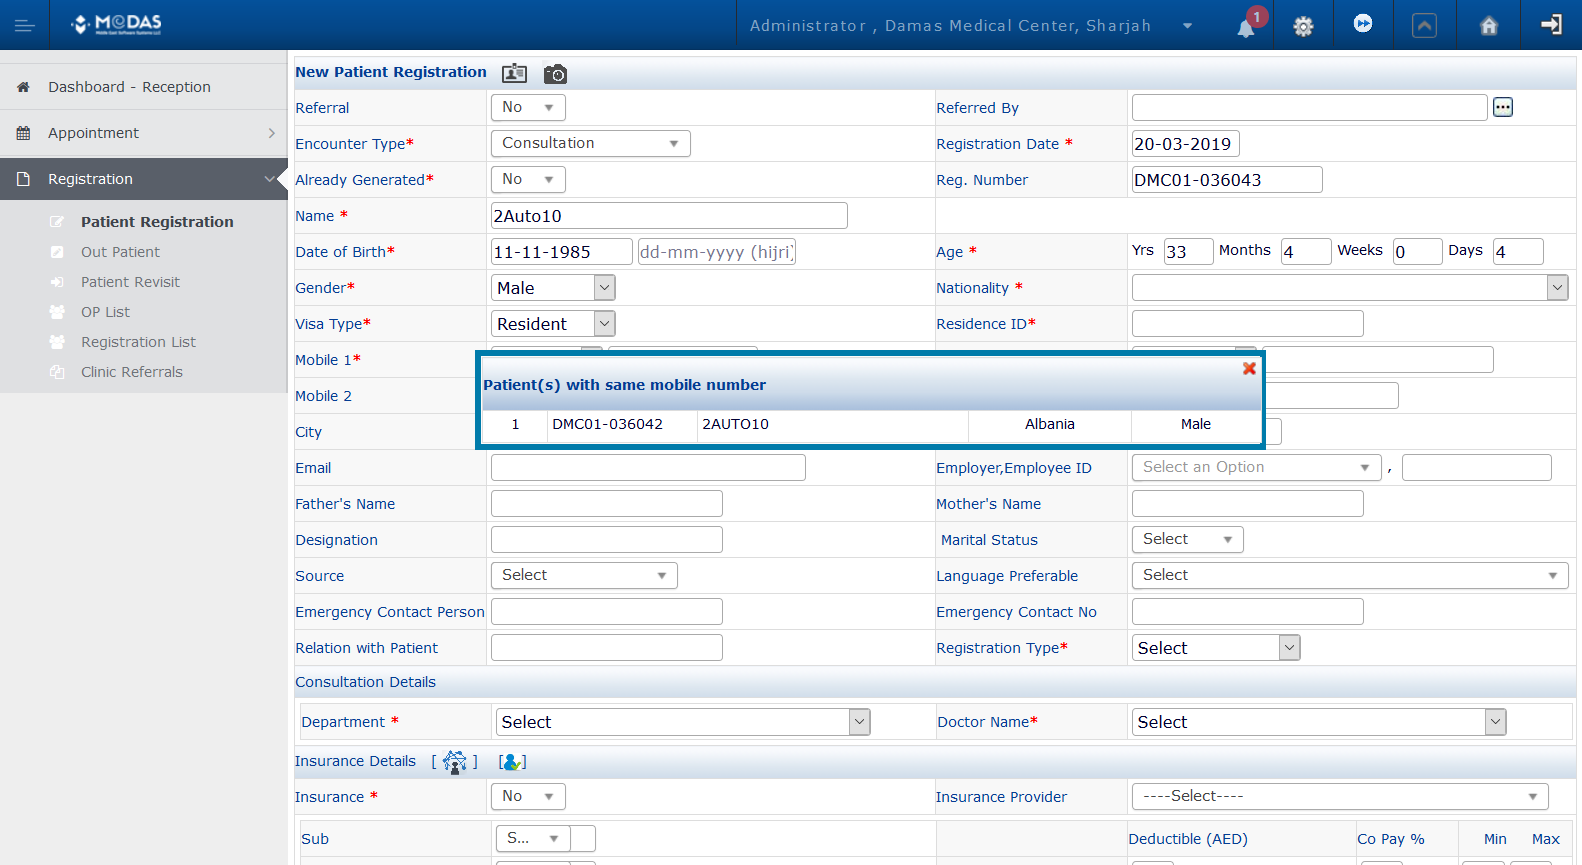 MEDAS
Middle East Software Systems LLC
Administrator , Damas Medical Center, Sharjah
1
Dashboard - Reception
Appointment
Registration
Patient Registration
Out Patient
Patient Revisit
OP List
Registration List
Clinic Referrals
New Patient Registration
Referral No Referred By
Encounter Type* Consultation Registration Date * 20-03-2019
Already Generated* No Reg. Number DMC01-036043
Name * 2Auto10
Date of Birth* 11-11-1985 dd-mm-yyyy (hijri) Age * Yrs 33 Months 4 Weeks 0 Days 4
Gender* Male Nationality *
Visa Type* Resident Residence ID*
Mobile 1*
Patient(s) with same mobile number
Mobile 2
1 DMC01-036042 2AUTO10 Albania Male
City
Email Employer,Employee ID Select an Option ,
Father's Name Mother's Name
Designation Marital Status Select
Source Select Language Preferable Select
Emergency Contact Person Emergency Contact No
Relation with Patient Registration Type* Select
Consultation Details
Department * Select Doctor Name* Select
Insurance Details [ ] [ ]
Insurance * No Insurance Provider ----Select----
Sub S... Deductible (AED) Co Pay % Min Max